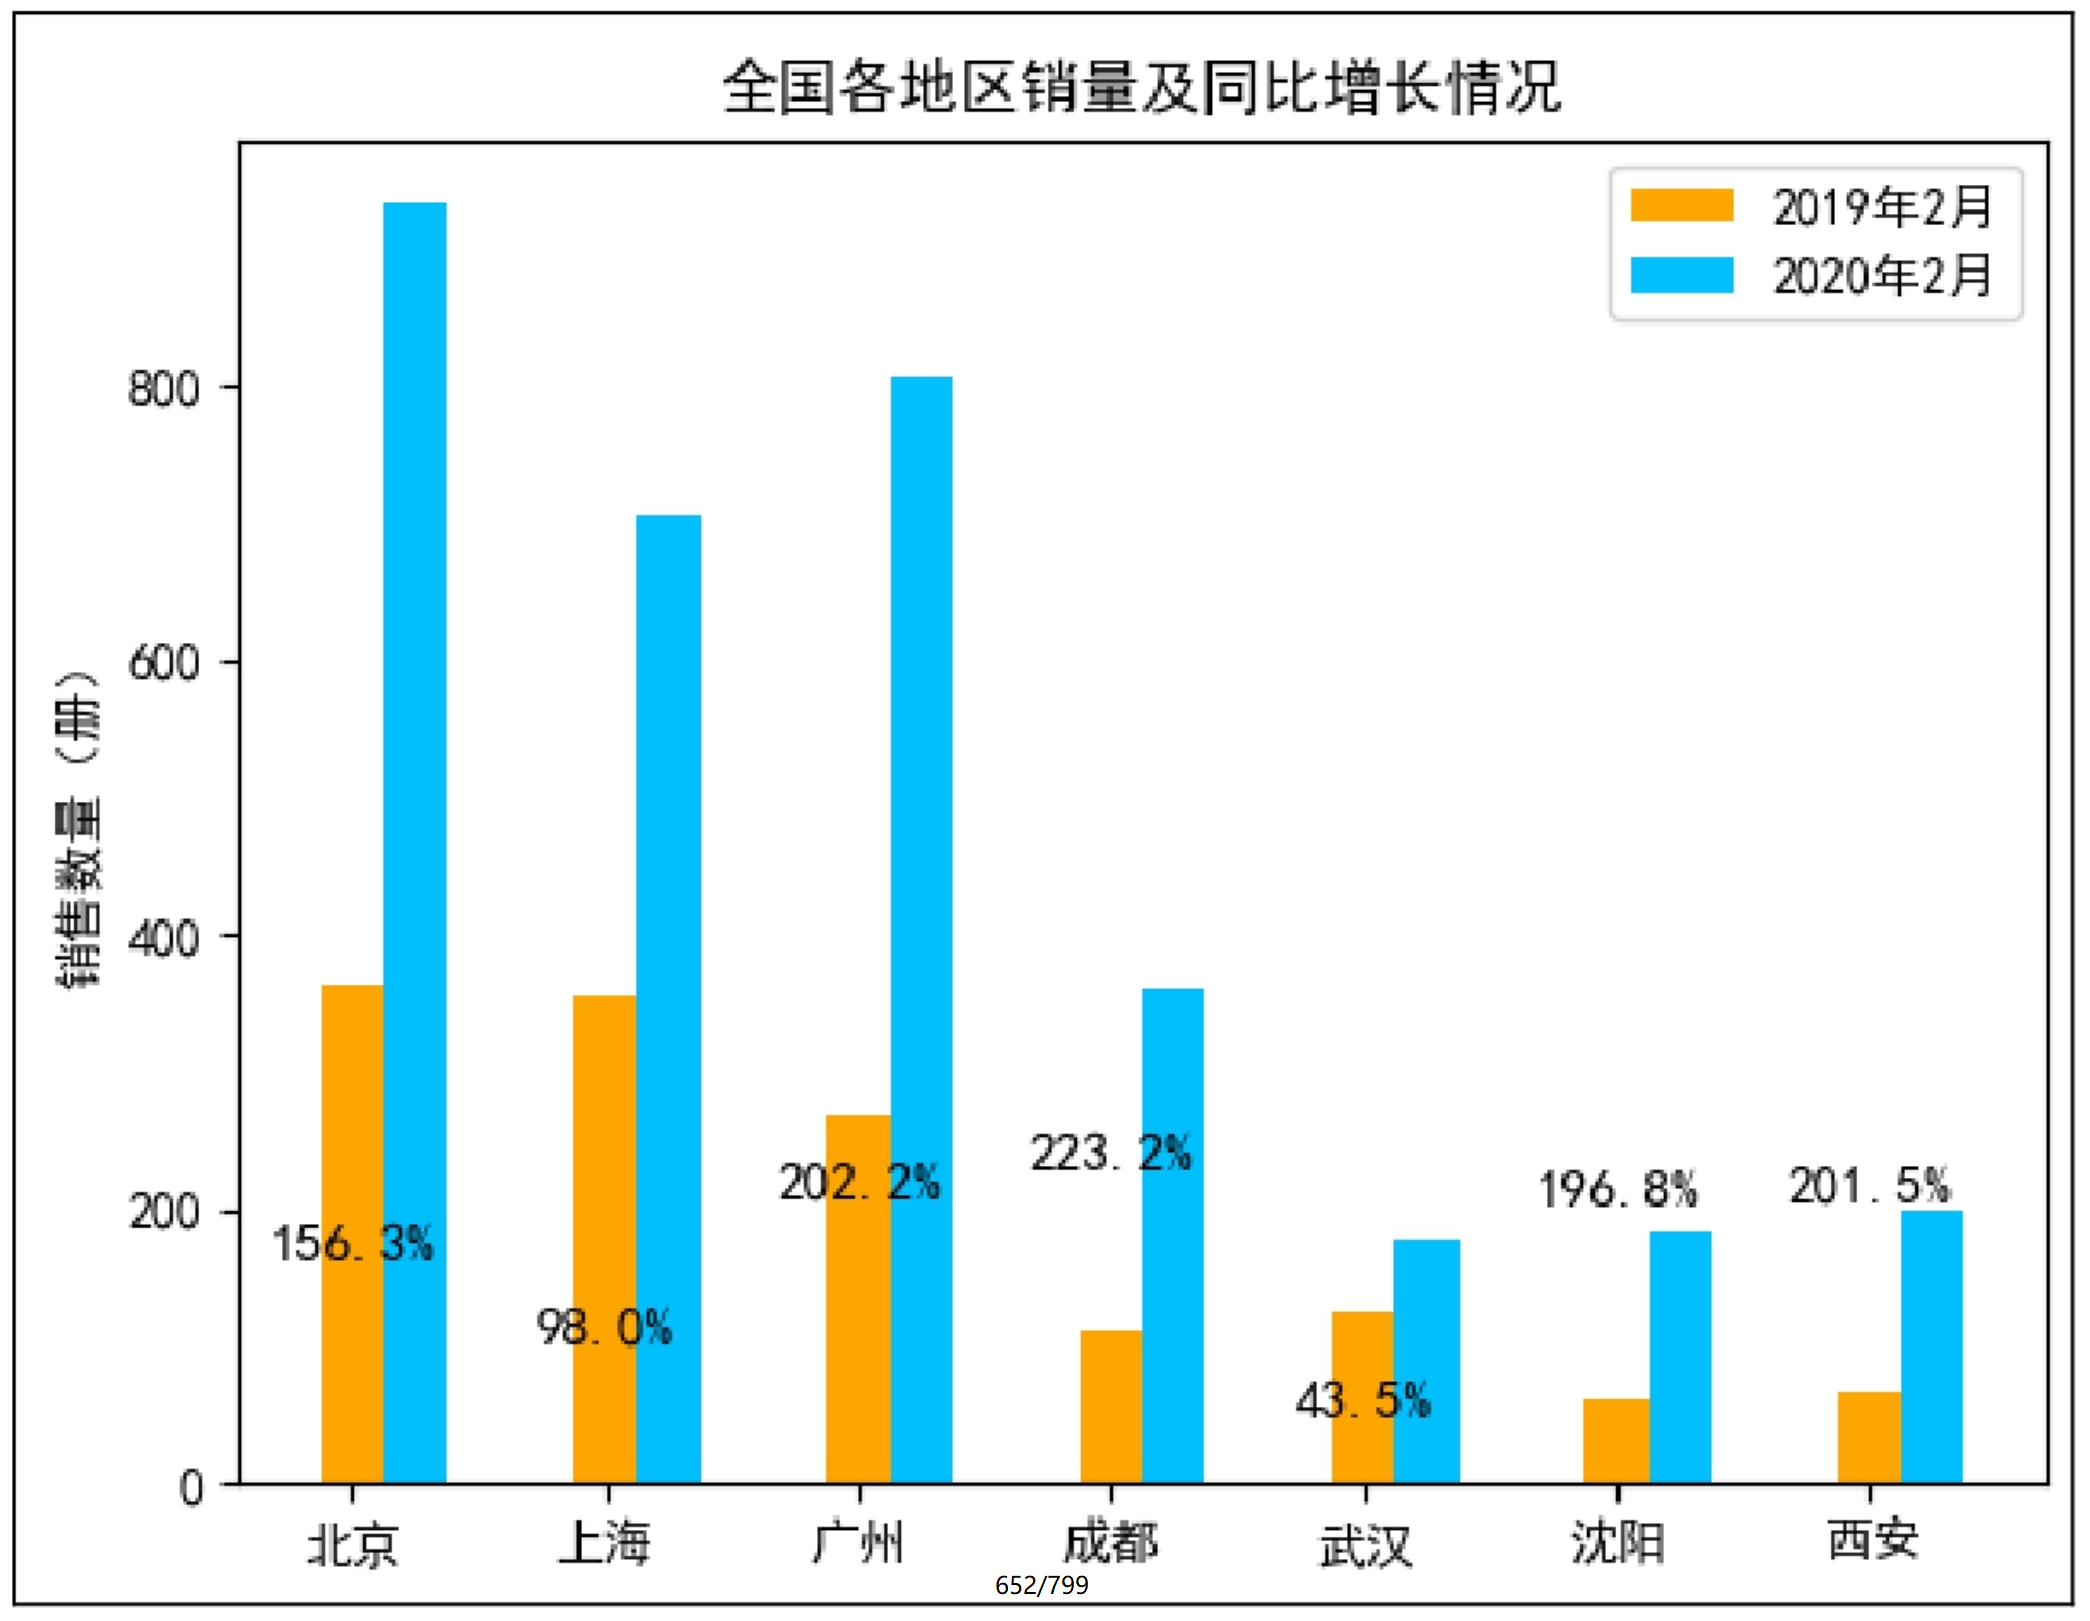 全国各地区销量及同比增长情况
2019年2月
2020年2月
销售数量（册）
800
600
400
200
0
156.3%
98.0%
202.2%
223.2%
43.5%
196.8%
201.5%
北京
上海
广州
成都
武汉
沈阳
西安
652/799